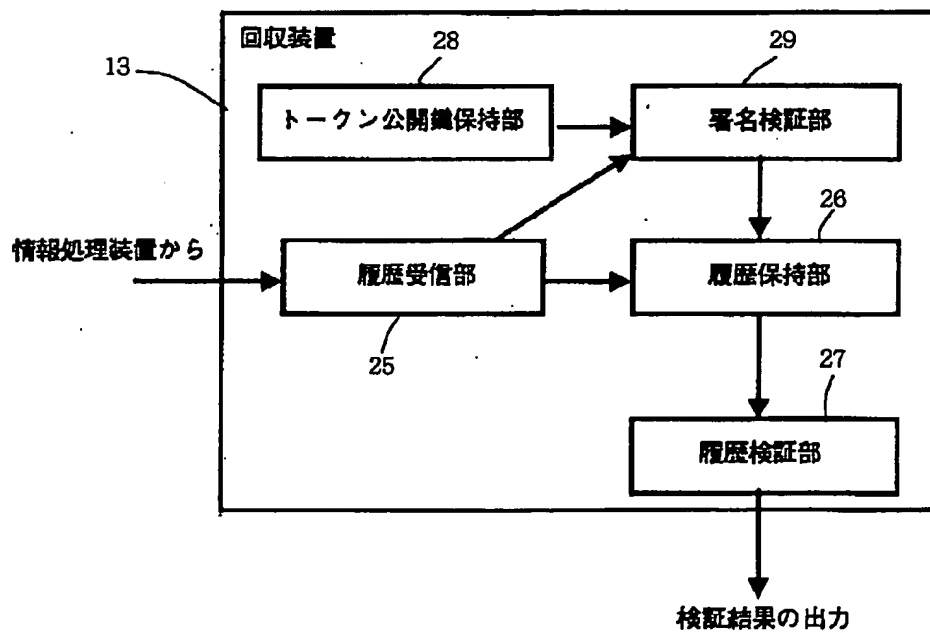 回収装置
13
28
29
トークン公開鍵保持部
署名検証部
26
情報処理装置から
履歴受信部
履歴保持部
25
27
履歴検証部
検証結果の出力